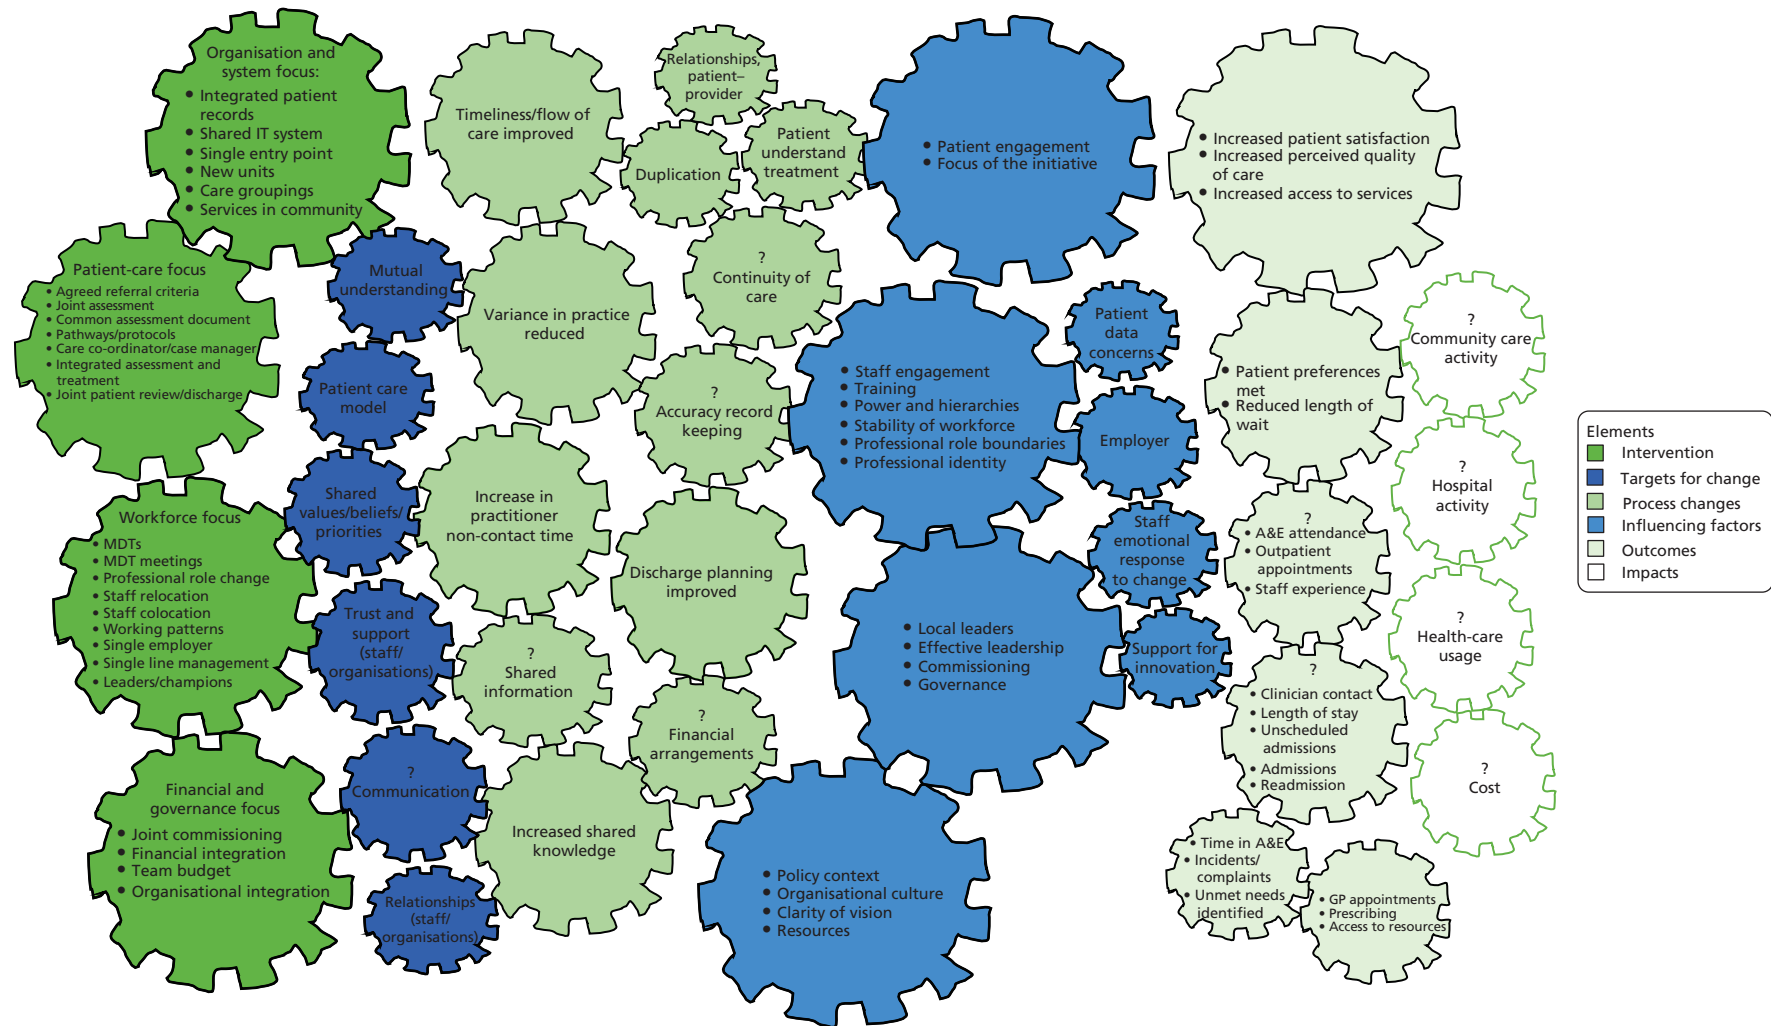 Organisation and
system focus:
• Integrated patient
records
• Shared IT system
• Single entry point
• New units
• Care groupings
• Services in community
Patient-care focus
• Agreed referral criteria
• Joint assessment
• Common assessment document
• Pathways/protocols
• Care co-ordinator/case manager
• Integrated assessment and
treatment
• Joint patient review/discharge
Workforce focus
• MDTs
• MDT meetings
• Professional role change
• Staff relocation
• Staff colocation
• Working patterns
• Single employer
• Single line management
• Leaders/champions
Financial and
governance focus
• Joint commissioning
• Financial integration
• Team budget
• Organisational integration
Mutual
understanding
Patient care
model
Shared
values/beliefs/
priorities
Trust and
support
(staff/
organisations)
?
Communication
Relationships
(staff/
organisations)
Timeliness/flow of
care improved
Variance in practice
reduced
Increase in
practitioner
non-contact time
?
Shared
information
Increased shared
knowledge
Relationships,
patient–
provider
Duplication
Patient
understand
treatment
?
Continuity of
care
?
Accuracy record
keeping
Discharge planning
improved
?
Financial
arrangements
• Patient engagement
• Focus of the initiative
• Staff engagement
• Training
• Power and hierarchies
• Stability of workforce
• Professional role boundaries
• Professional identity
• Local leaders
• Effective leadership
• Commissioning
• Governance
• Policy context
• Organisational culture
• Clarity of vision
• Resources
Patient
data
concerns
Employer
Staff
emotional
response
to change
Support for
innovation
• Increased patient satisfaction
• Increased perceived quality
of care
• Increased access to services
• Patient preferences
met
• Reduced length of
wait
?
• A&E attendance
• Outpatient
appointments
• Staff experience
?
• Clinician contact
• Length of stay
• Unscheduled
admissions
• Admissions
• Readmission
• Time in A&E
• Incidents/
complaints
• Unmet needs
identified
• GP appointments
• Prescribing
• Access to resources
?
Community care
activity
?
Hospital
activity
?
Health-care
usage
?
Cost
Elements
Intervention
Targets for change
Process changes
Influencing factors
Outcomes
Impacts